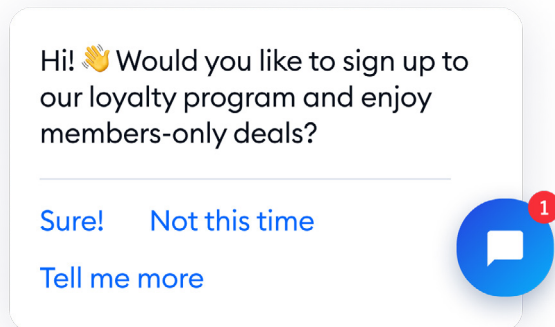 Hi! 👋 Would you like to sign up to
our loyalty program and enjoy
members-only deals?
Sure! Not this time
Tell me more
1